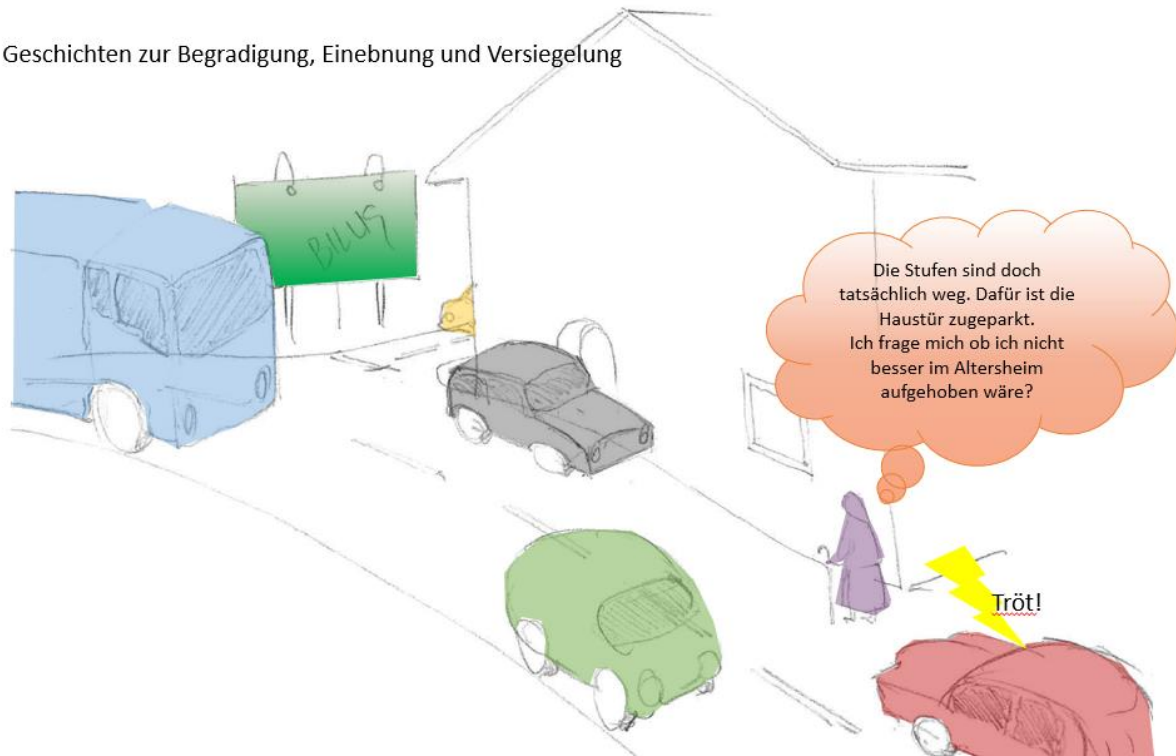 Geschichten zur Begradigung, Einebnung und Versiegelung
BILLIG
Die Stufen sind doch
tatsächlich weg. Dafür ist die
Haustür zugeparkt.
Ich frage mich ob ich nicht
besser im Altersheim
aufgehoben wäre?
Tröt!